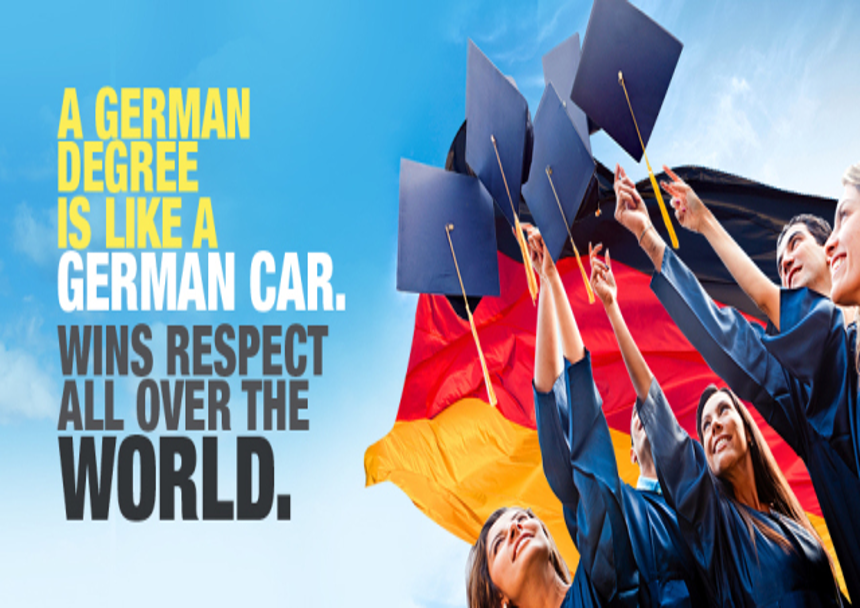 A GERMAN
DEGREE
IS LIKE A
GERMAN CAR.
WINS RESPECT
ALL OVER THE
WORLD.